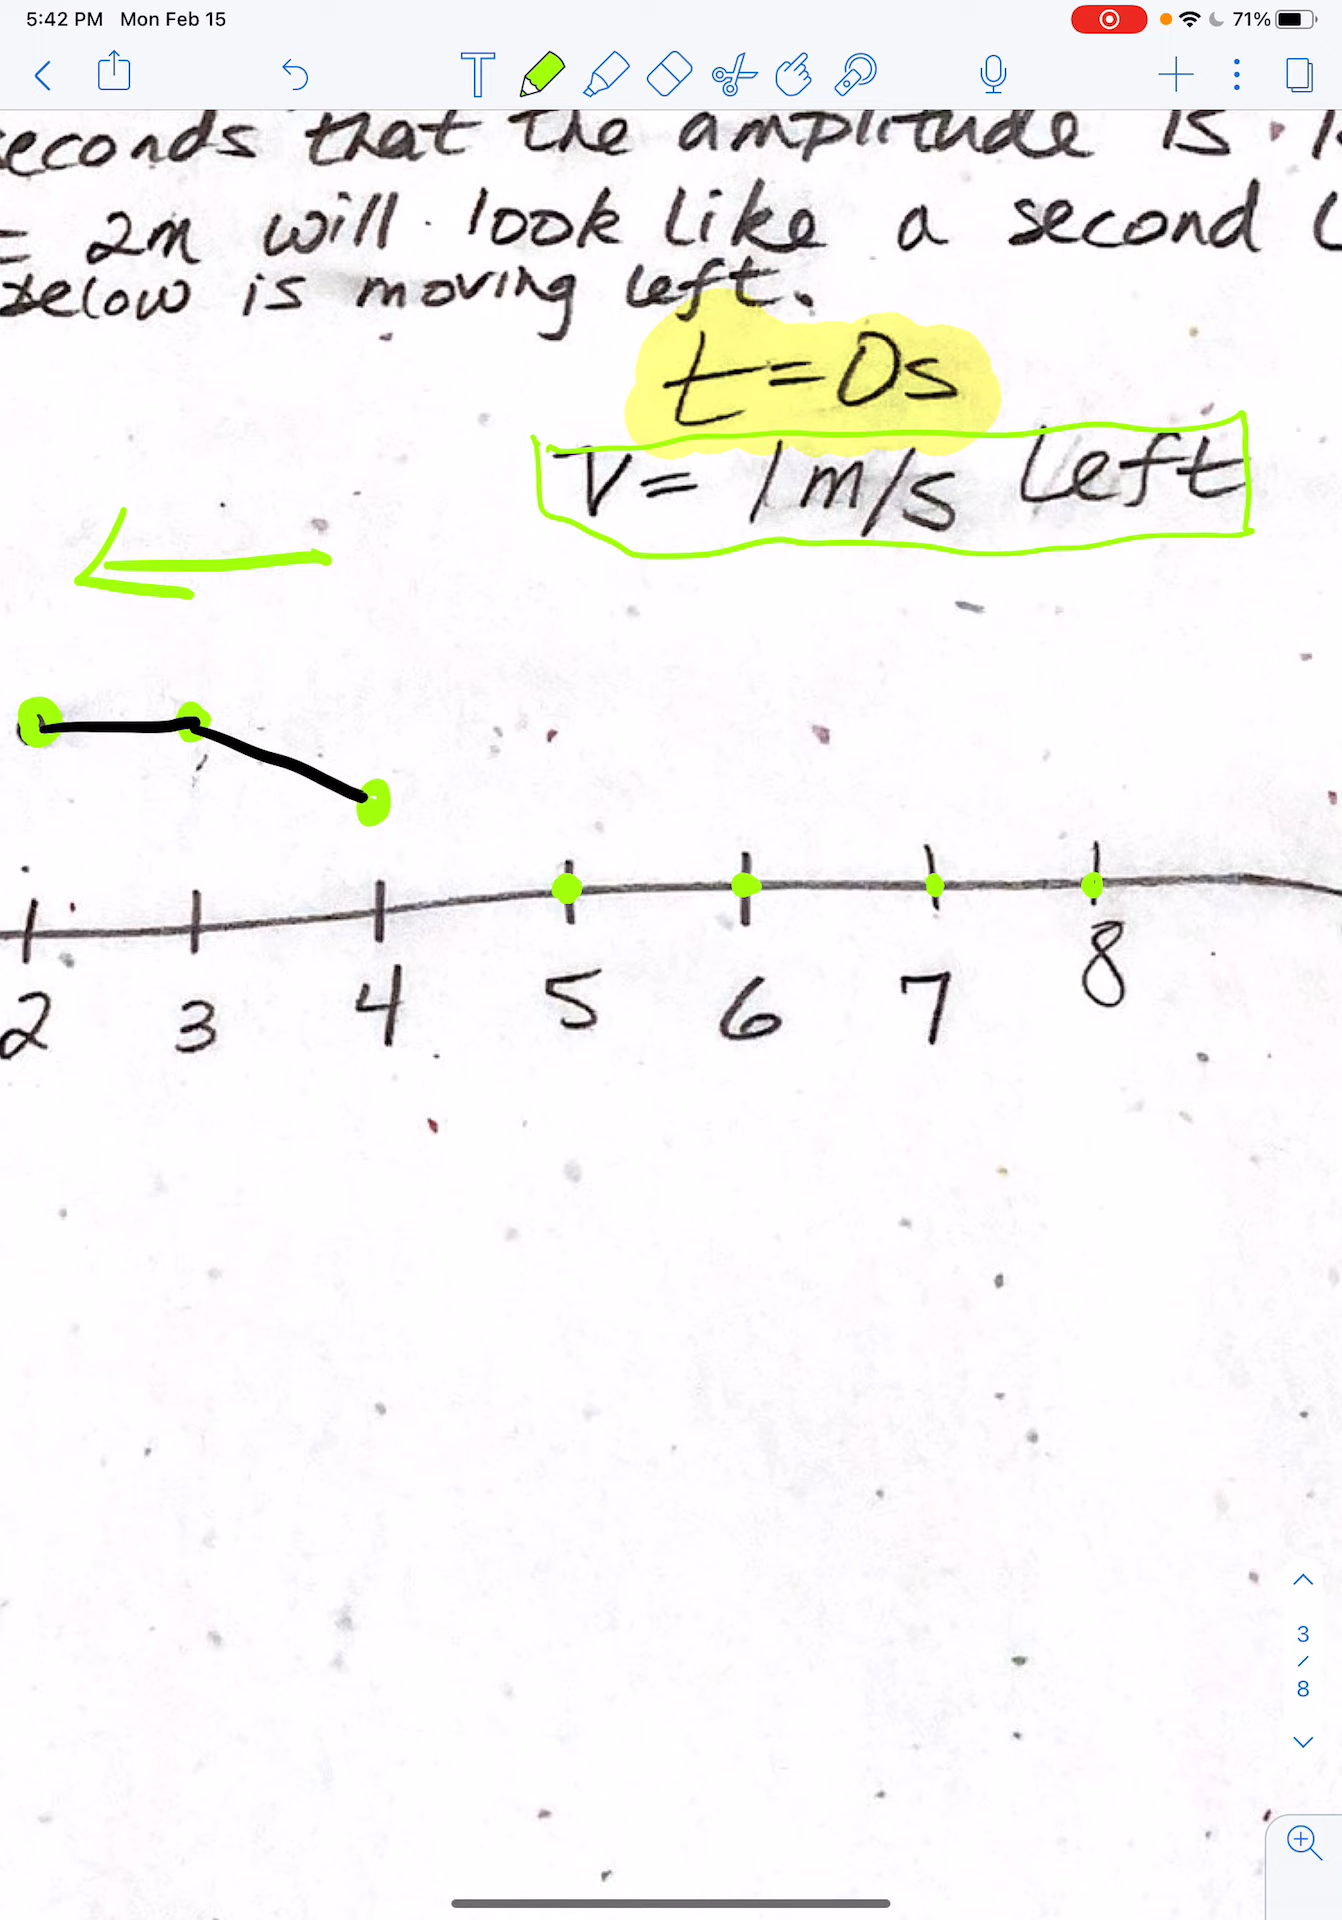 5:42 PM Mon Feb 15
71%
T
seconds that the amplitude is
= 2m will look like a second
below is moving left.
t=0s
V= 1m/s Left
2 3 4 5 6 7 8
3
/
8